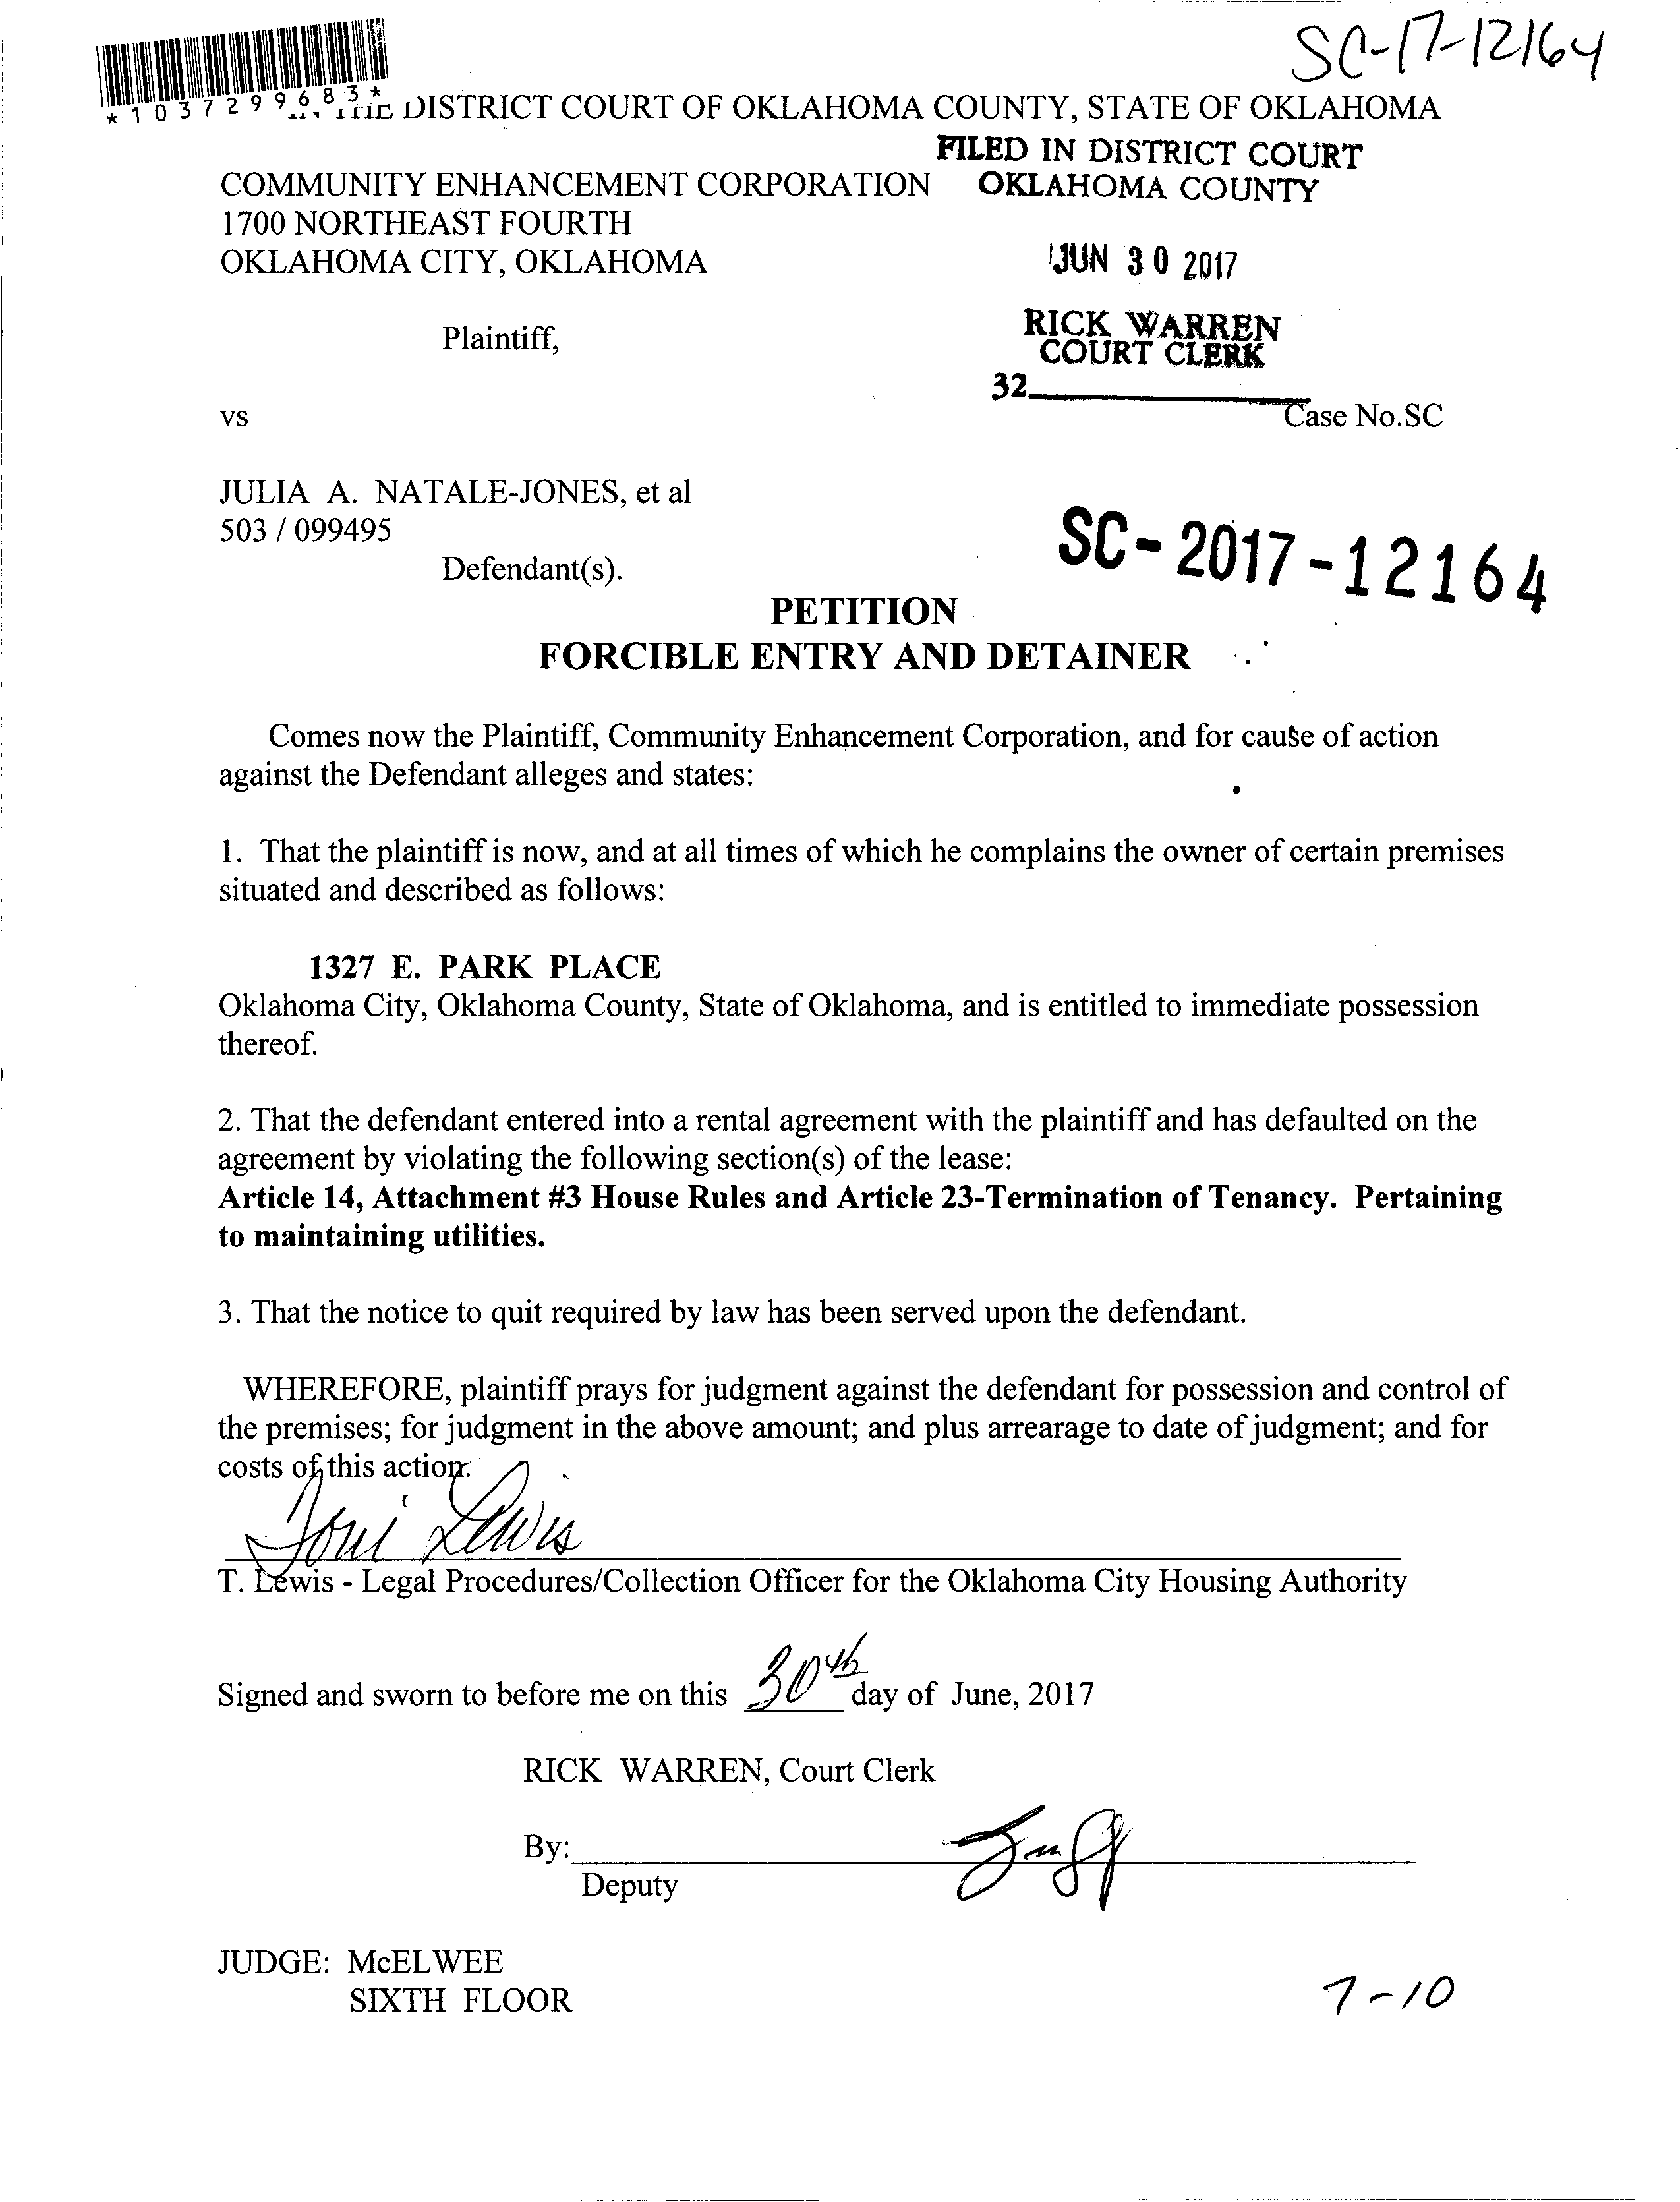 SC-17-12164
*1037299683*
THE DISTRICT COURT OF OKLAHOMA COUNTY, STATE OF OKLAHOMA
FILED IN DISTRICT COURT
OKLAHOMA COUNTY
COMMUNITY ENHANCEMENT CORPORATION
1700 NORTHEAST FOURTH
OKLAHOMA CITY, OKLAHOMA
JUN 30 2017
Plaintiff,
RICK WARREN
COURT CLERK
32
vs
Case No.SC
JULIA A. NATALE-JONES, et al
503 / 099495
Defendant(s).
SC-2017-12164
PETITION
FORCIBLE ENTRY AND DETAINER
Comes now the Plaintiff, Community Enhancement Corporation, and for cause of action
against the Defendant alleges and states:
1. That the plaintiff is now, and at all times of which he complains the owner of certain premises
situated and described as follows:
1327 E. PARK PLACE
Oklahoma City, Oklahoma County, State of Oklahoma, and is entitled to immediate possession
thereof.
2. That the defendant entered into a rental agreement with the plaintiff and has defaulted on the
agreement by violating the following section(s) of the lease:
Article 14, Attachment #3 House Rules and Article 23-Termination of Tenancy. Pertaining
to maintaining utilities.
3. That the notice to quit required by law has been served upon the defendant.
WHEREFORE, plaintiff prays for judgment against the defendant for possession and control of
the premises; for judgment in the above amount; and plus arrearage to date of judgment; and for
costs of this action.
Toni Lewis
T. Lewis - Legal Procedures/Collection Officer for the Oklahoma City Housing Authority
Signed and sworn to before me on this 30th day of June, 2017
RICK WARREN, Court Clerk
By:
Deputy
JUDGE: McELWEE
SIXTH FLOOR
7-10